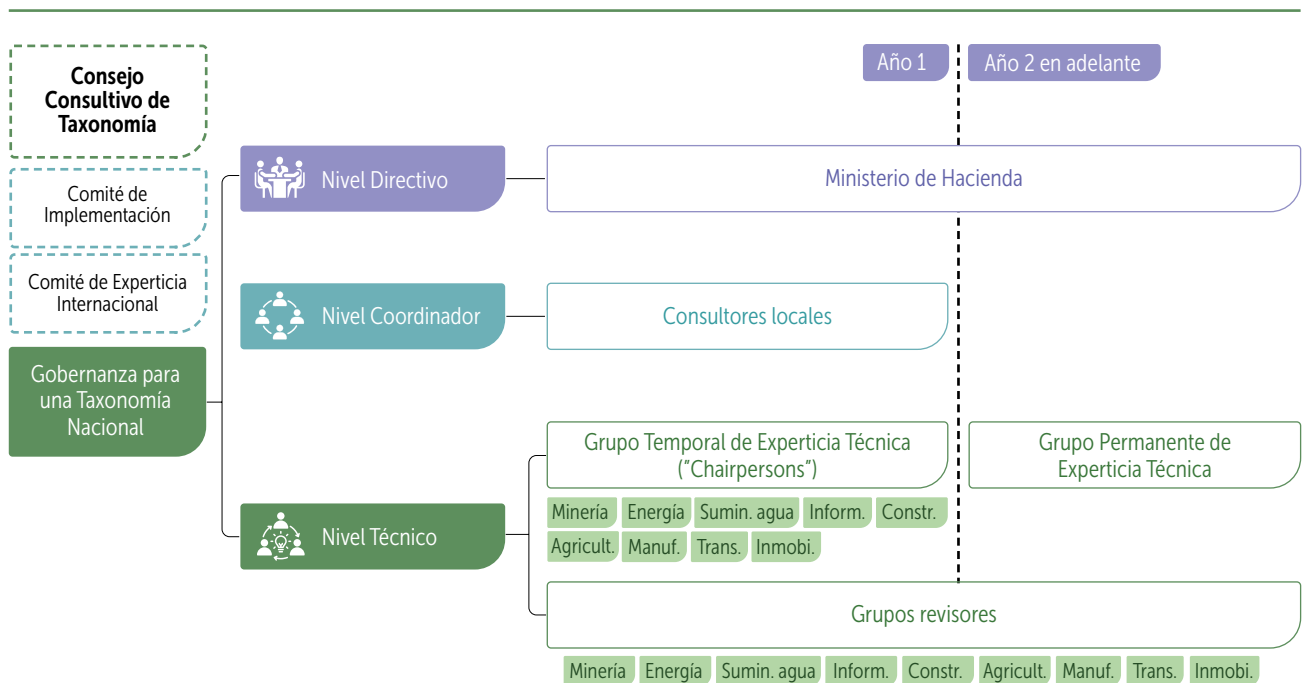 Año 1
Año 2 en adelante
Consejo
Consultivo de
Taxonomía
Comité de
Implementación
Comité de Experticia
Internacional
Gobernanza para
una Taxonomía
Nacional
Nivel Directivo
Ministerio de Hacienda
Nivel Coordinador
Consultores locales
Nivel Técnico
Grupo Temporal de Experticia Técnica
("Chairpersons")
Grupo Permanente de
Experticia Técnica
Minería Energía Sumin. agua Inform. Constr.
Agricult. Manuf. Trans. Inmobi.
Grupos revisores
Minería Energía Sumin. agua Inform. Constr. Agricult. Manuf. Trans. Inmobi.